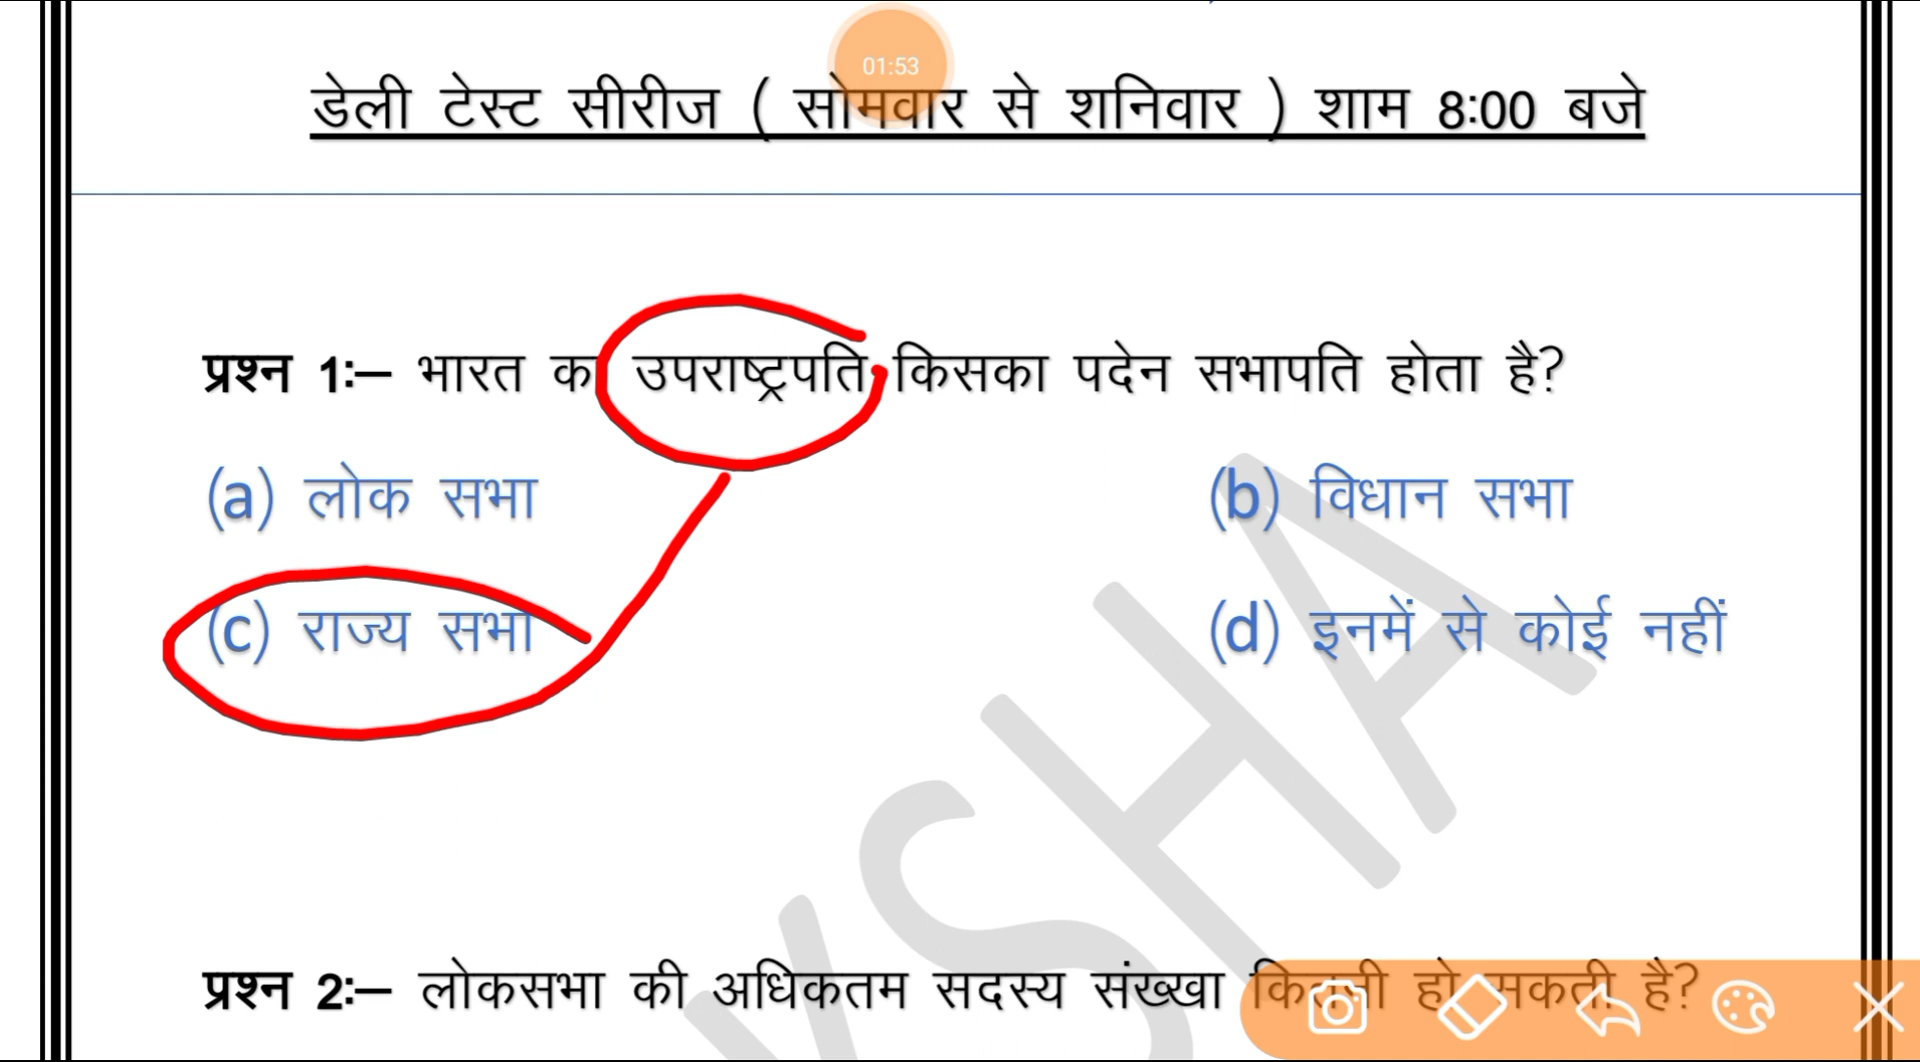 01:53
डेली टेस्ट सीरीज ( सोमवार से शनिवार ) शाम 8:00 बजे
प्रश्न 1:– भारत का उपराष्ट्रपति किसका पदेन सभापति होता है?
(a) लोक सभा (b) विधान सभा
(c) राज्य सभा (d) इनमें से कोई नहीं
प्रश्न 2:– लोकसभा की अधिकतम सदस्य संख्खा कितनी हो सकती है?
KSHA